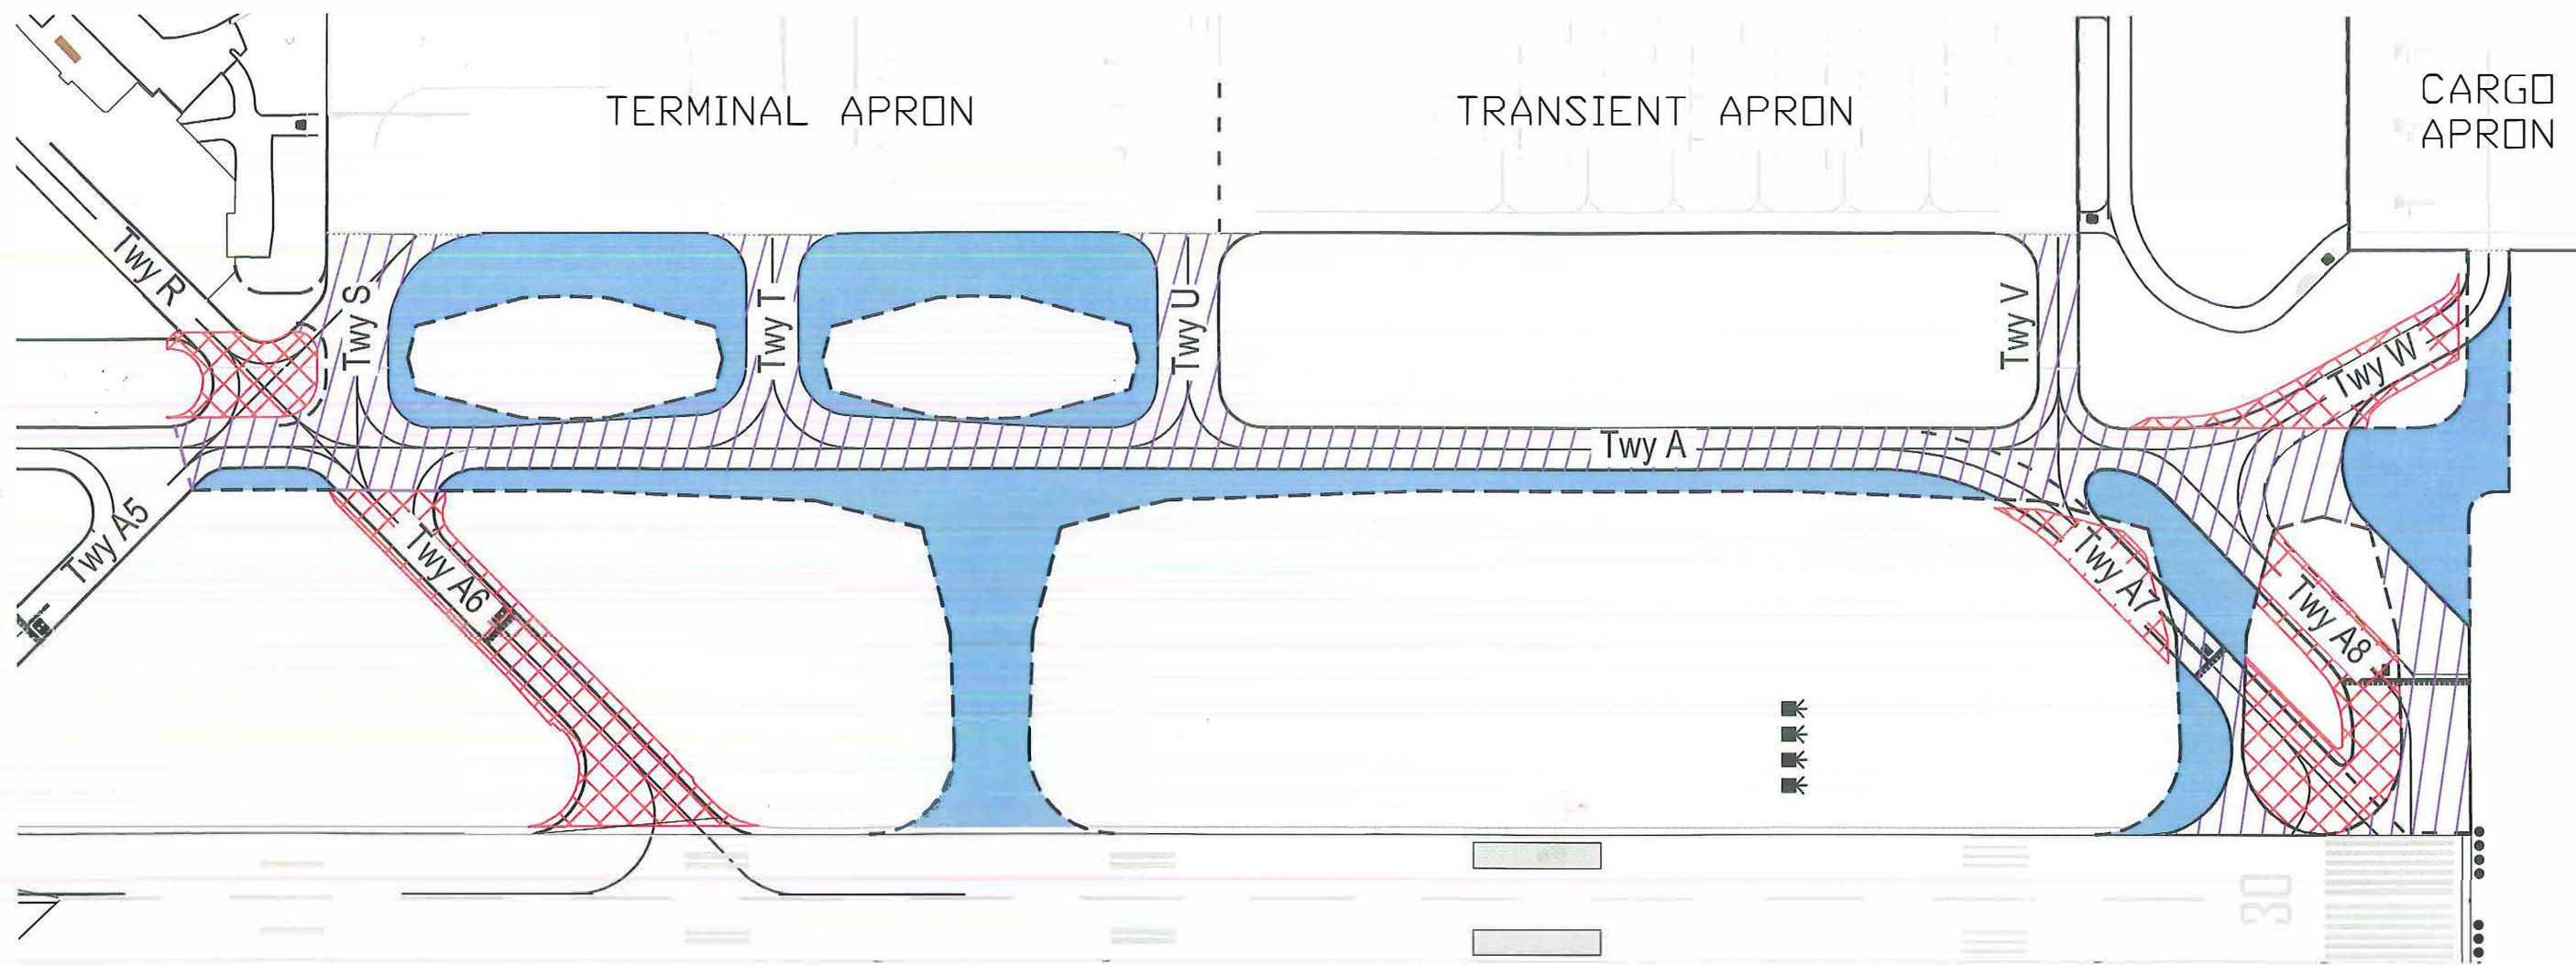 TERMINAL APRON
TRANSIENT APRON
CARGO
APRON
Twy R
Twy S
Twy T
Twy U
Twy V
Twy W
Twy A
Twy A5
Twy A6
Twy A7
Twy A8
30